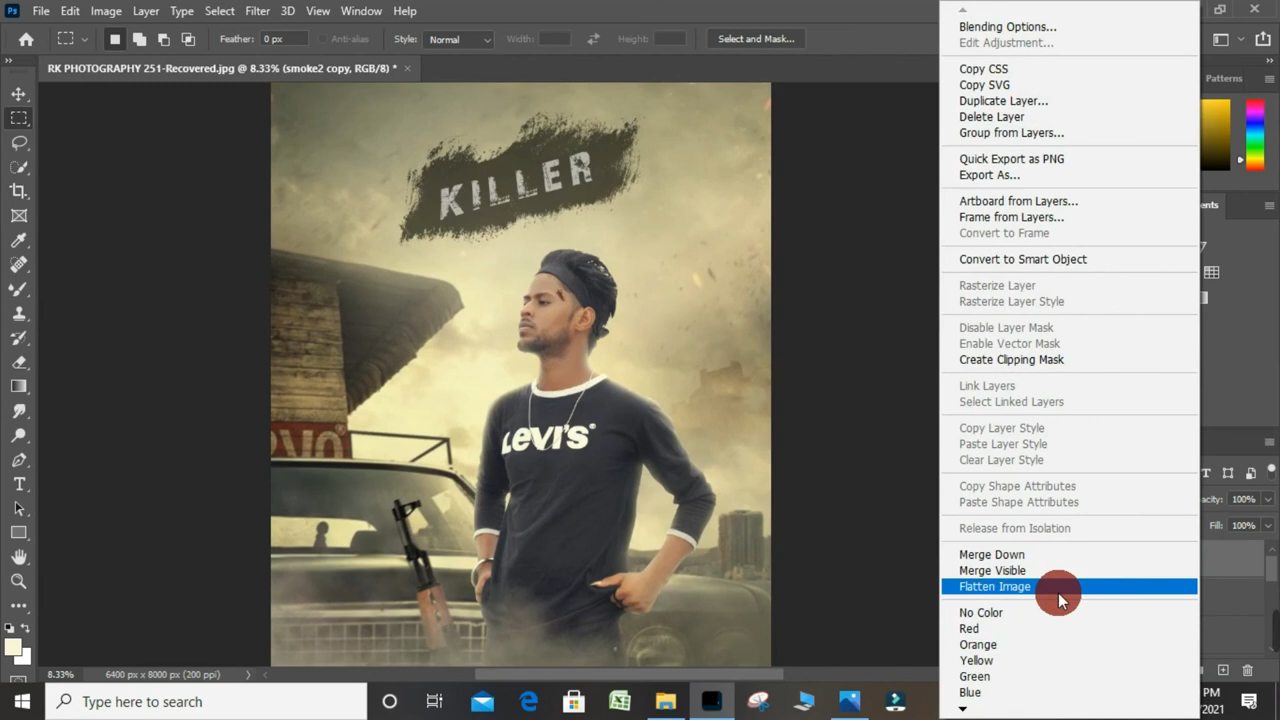 Ps File Edit Image Layer Type Select Filter 3D View Window Help
Feather: 0 px Anti-alias Style: Normal Width: Height: Select and Mask...
RK PHOTOGRAPHY 251-Recovered.jpg @ 8.33% (smoke2 copy, RGB/8) *
KILLER
LEVI'S®
8.33% 6400 px x 8000 px (200 ppi)
Blending Options...
Edit Adjustment...
Copy CSS
Copy SVG
Duplicate Layer...
Delete Layer
Group from Layers...
Quick Export as PNG
Export As...
Artboard from Layers...
Frame from Layers...
Convert to Frame
Convert to Smart Object
Rasterize Layer
Rasterize Layer Style
Disable Layer Mask
Enable Vector Mask
Create Clipping Mask
Link Layers
Select Linked Layers
Copy Layer Style
Paste Layer Style
Clear Layer Style
Copy Shape Attributes
Paste Shape Attributes
Release from Isolation
Merge Down
Merge Visible
Flatten Image
No Color
Red
Orange
Yellow
Green
Blue
Patterns
100%
Fill: 100%
Type here to search
PM